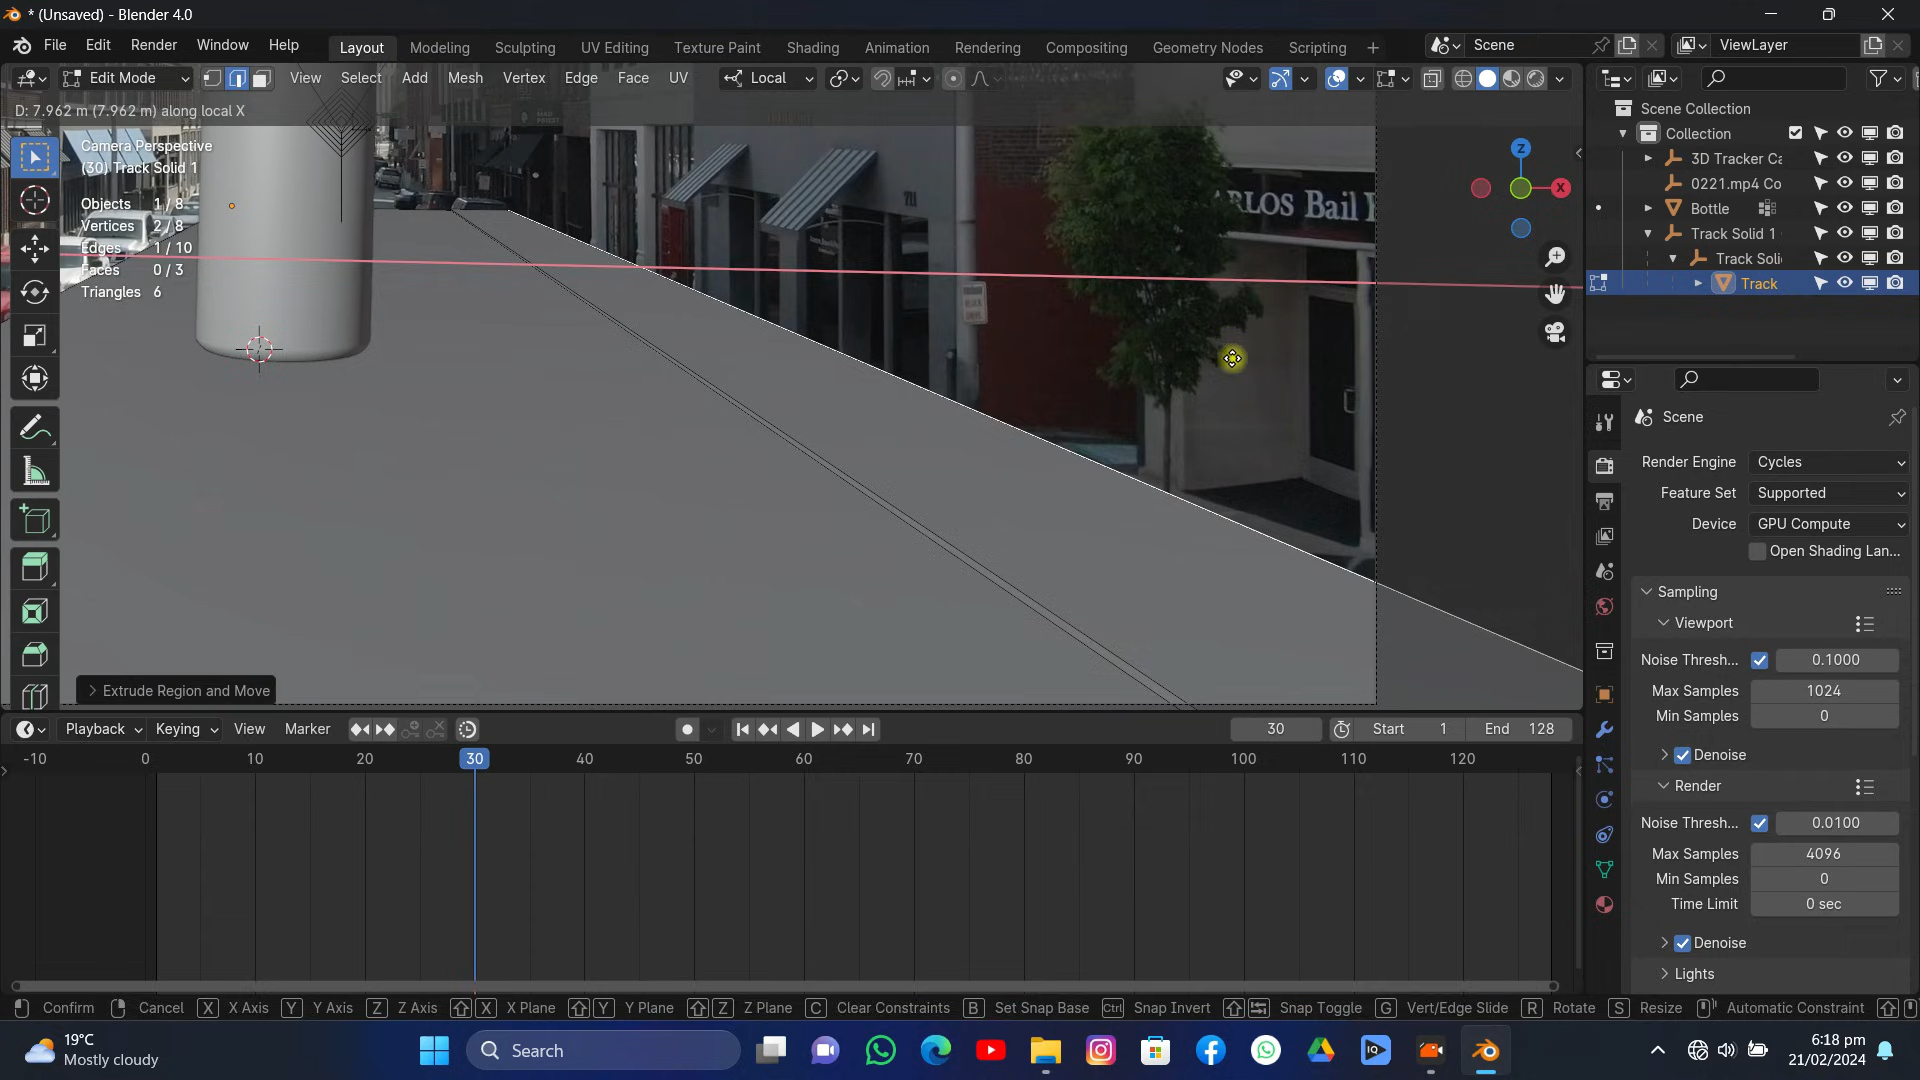 * (Unsaved) - Blender 4.0
File Edit Render Window Help
Layout Modeling Sculpting UV Editing Texture Paint Shading Animation Rendering Compositing Geometry Nodes Scripting +
Scene
ViewLayer
Edit Mode
View Select Add Mesh Vertex Edge Face UV
Local
D: 7.962 m (7.962 m) along local X
Camera Perspective
(30) Track Solid 1
Objects 1/8
Vertices 2/8
Edges 1/10
Faces 0/3
Triangles 6
711
RLOS Bail
Z
X
Extrude Region and Move
Scene Collection
Collection
3D Tracker Ca
0221.mp4 Co
Bottle
Track Solid 1
Track Soli
Track
Scene
Render Engine Cycles
Feature Set Supported
Device GPU Compute
Open Shading Lan...
Sampling
Viewport
Noise Thresh... 0.1000
Max Samples 1024
Min Samples 0
Denoise
Render
Noise Thresh... 0.0100
Max Samples 4096
Min Samples 0
Time Limit 0 sec
Denoise
Lights
Playback Keying View Marker
30
Start 1
End 128
-10 0 10 20 30 40 50 60 70 80 90 100 110 120
Confirm Cancel X X Axis Y Y Axis Z Z Axis X X Plane Y Y Plane Z Z Plane C Clear Constraints B Set Snap Base Ctrl Snap Invert Snap Toggle G Vert/Edge Slide R Rotate S Resize Automatic Constraint
19°C
Mostly cloudy
Search
IQ
6:18 pm
21/02/2024